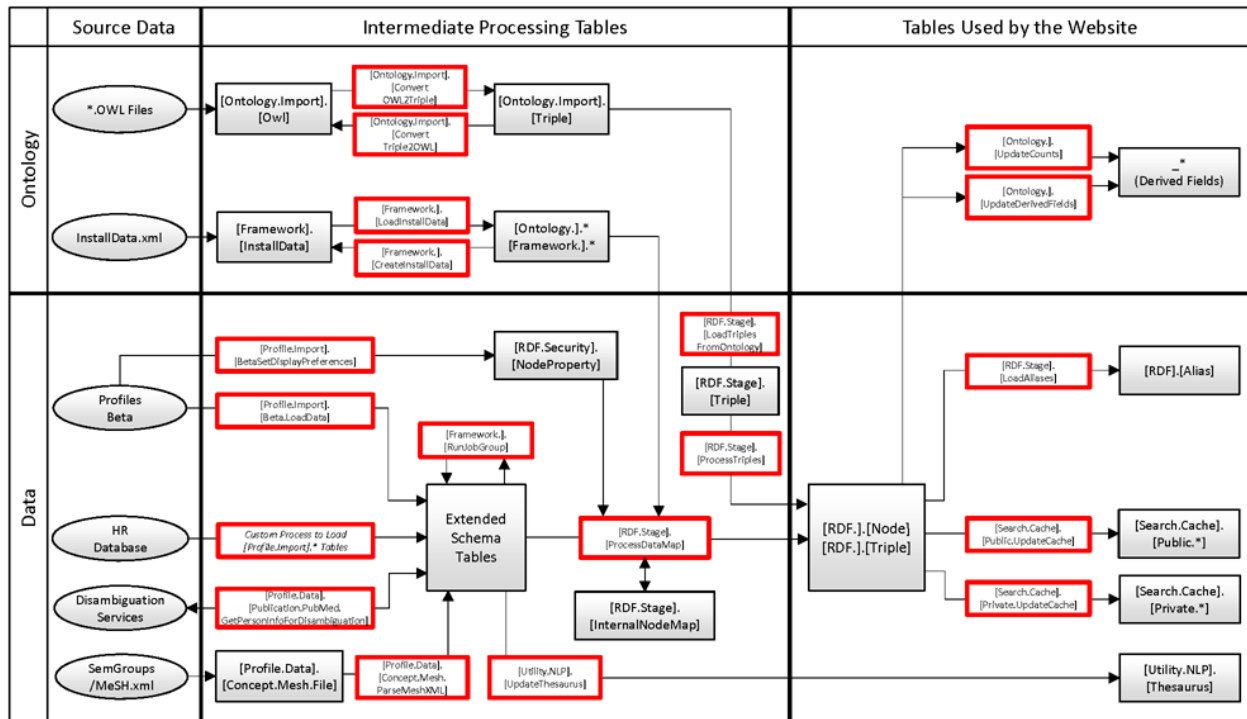 Source Data
Intermediate Processing Tables
Tables Used by the Website
Ontology
*.OWL Files
[Ontology.Import].
[Owl]
[Ontology.Import].
[Convert
OWL2Triple]
[Ontology.Import].
[Convert
Triple2OWL]
[Ontology.Import].
[Triple]
[Ontology.].
[UpdateCounts]
[Ontology.].
[UpdateDerivedFields]
_*
(Derived Fields)
InstallData.xml
[Framework].
[InstallData]
[Framework.].
[LoadInstallData]
[Framework.].
[CreateInstallData]
[Ontology.].*
[Framework.].*
Data
Profiles
Beta
[Profile.Import].
[BetaSetDisplayPreferences]
[Profile.Import].
[Beta.LoadData]
[RDF.Security].
[NodeProperty]
[RDF.Stage].
[LoadTriples
FromOntology]
[RDF.Stage].
[Triple]
[RDF.Stage].
[ProcessTriples]
[RDF.Stage].
[LoadAliases]
[RDF].[Alias]
[Framework.].
[RunJobGroup]
HR
Database
Custom Process to Load
[Profile.Import].* Tables
Extended
Schema
Tables
[RDF.Stage].
[ProcessDataMap]
[RDF.].[Node]
[RDF.].[Triple]
[Search.Cache].
[Public.UpdateCache]
[Search.Cache].
[Public.*]
Disambiguation
Services
[Profile.Data].
[Publication.PubMed.
GetPersonInfoForDisambiguation]
[RDF.Stage].
[InternalNodeMap]
[Search.Cache].
[Private.UpdateCache]
[Search.Cache].
[Private.*]
SemGroups
/MeSH.xml
[Profile.Data].
[Concept.Mesh.File]
[Profile.Data].
[Concept.Mesh.
ParseMeshXML]
[Utility.NLP].
[UpdateThesaurus]
[Utility.NLP].
[Thesaurus]